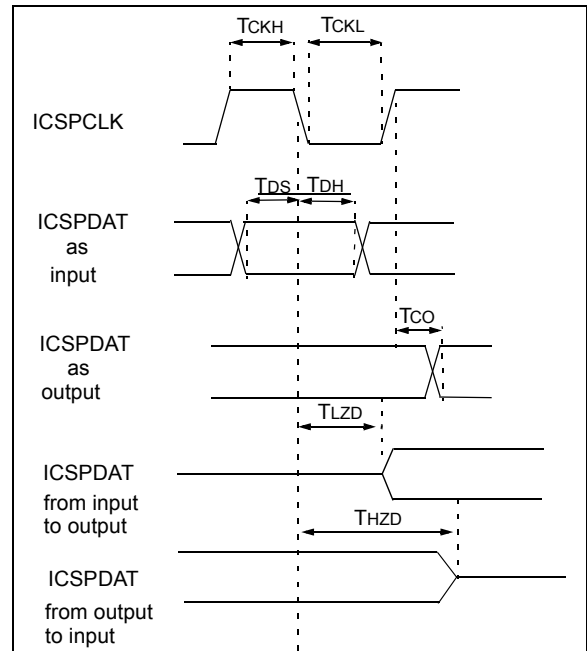 TCKH TCKL
ICSPCLK
TDS TDH
ICSPDAT
as
input
TCO
ICSPDAT
as
output
TLZD
ICSPDAT
from input
to output
THZD
ICSPDAT
from output
to input